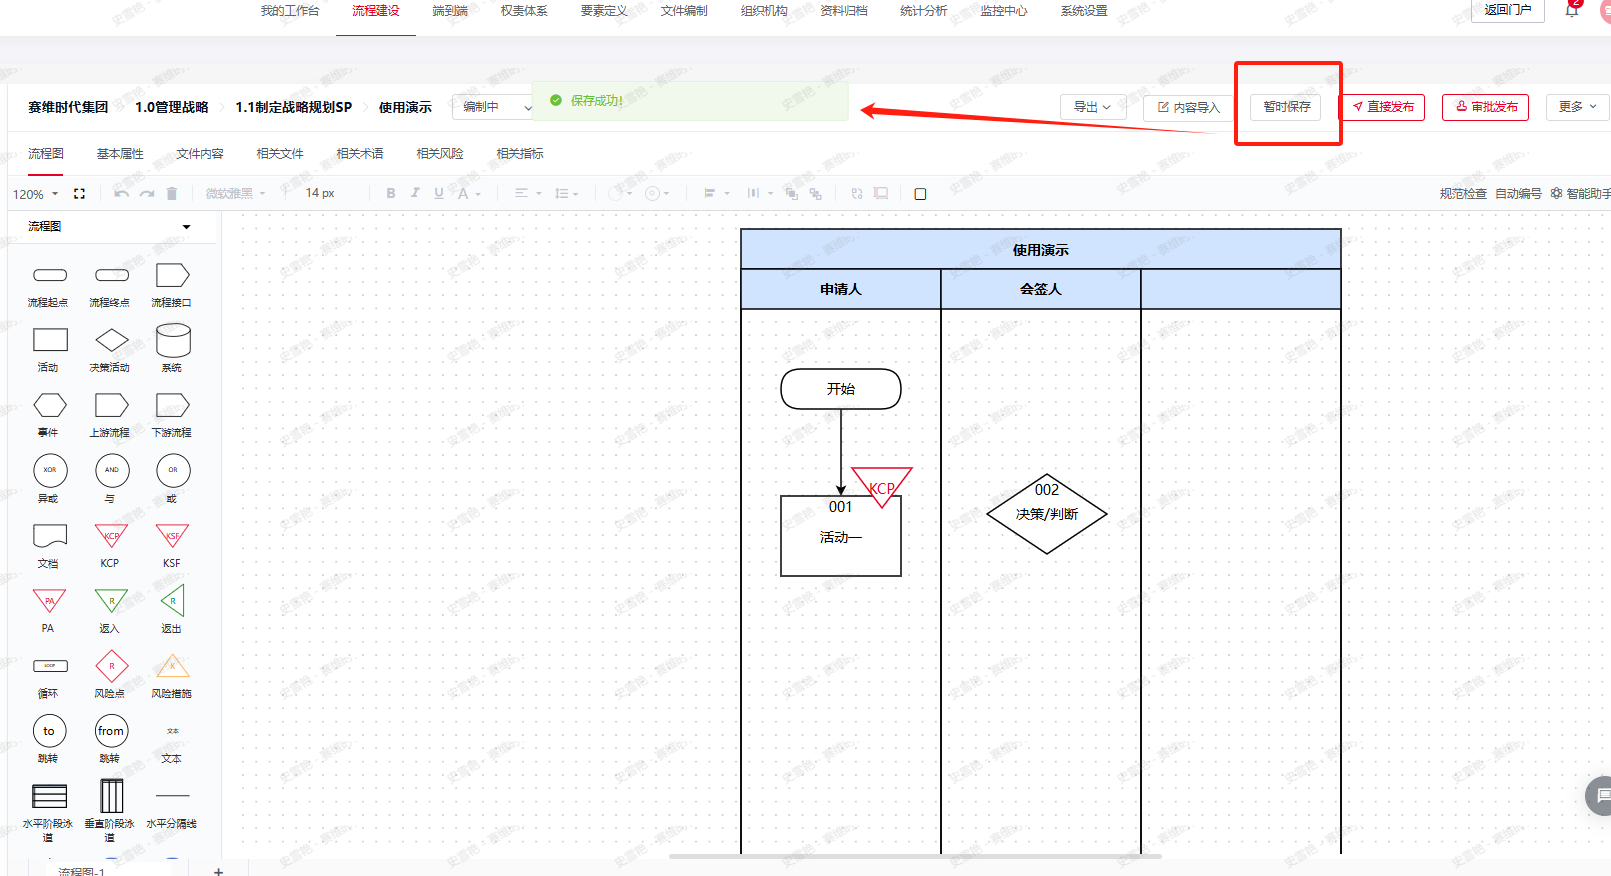 我的工作台 流程建设 端到端 权责体系 要素定义 文件编制 组织机构 资料归档 统计分析 监控中心 系统设置 返回门户 2
赛维时代集团 1.0管理战略 1.1制定战略规划SP 使用演示 编制中 保存成功! 导出 内容导入 暂时保存 直接发布 审批发布 更多
流程图 基本属性 文件内容 相关文件 相关术语 相关风险 相关指标
120% 微软雅黑 14 px B I U A 规范检查 自动编号 智能助手
流程图
使用演示
申请人 会签人
流程起点 流程终点 流程接口
活动 决策活动 系统
开始
事件 上游流程 下游流程
XOR AND OR
异或 与 或
KCP
001
活动一
002
决策/判断
KCP KSF
文档 KCP KSF
PA R R
PA 返入 返出
LOOP R K
循环 风险点 风险措施
to from 文本
跳转 跳转 文本
水平阶段泳道 垂直阶段泳道 水平分隔线
流程图-1 +